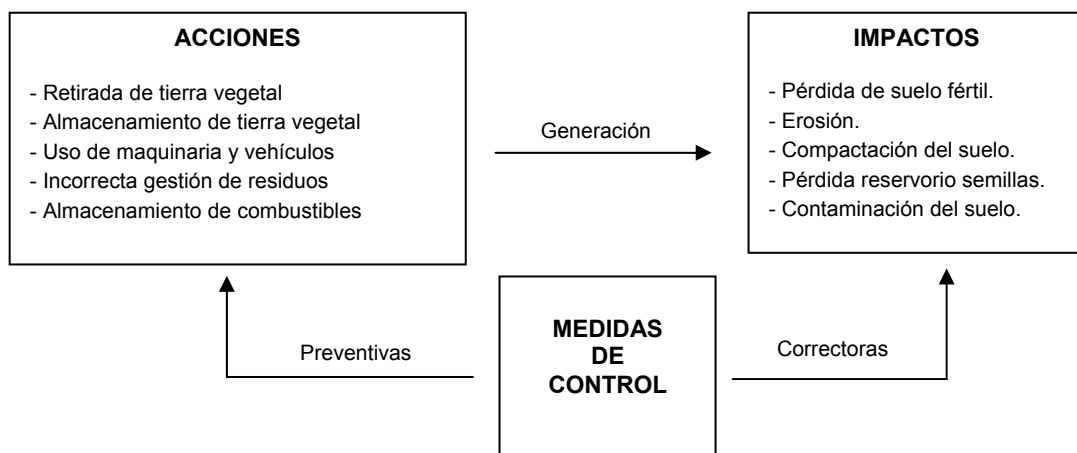 ACCIONES
- Retirada de tierra vegetal
- Almacenamiento de tierra vegetal
- Uso de maquinaria y vehículos
- Incorrecta gestión de residuos
- Almacenamiento de combustibles
Generación
IMPACTOS
- Pérdida de suelo fértil.
- Erosión.
- Compactación del suelo.
- Pérdida reservorio semillas.
- Contaminación del suelo.
Preventivas
MEDIDAS
DE
CONTROL
Correctoras